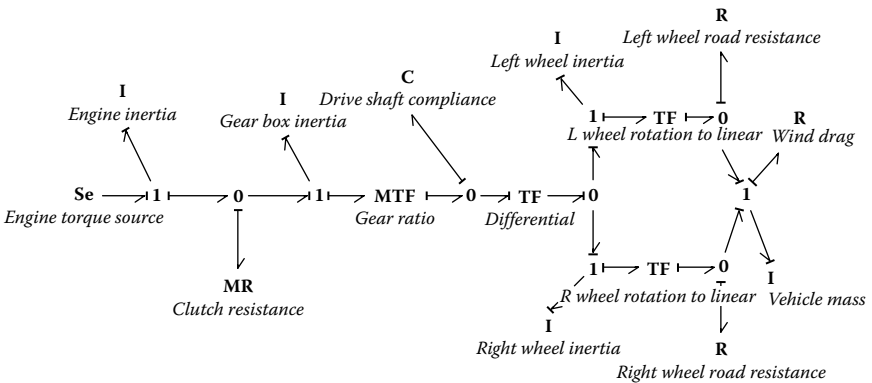 R
Left wheel road resistance
I
Left wheel inertia
C
Drive shaft compliance
I
Engine inertia
I
Gear box inertia
1 TF 0
L wheel rotation to linear
R
Wind drag
Se 1 0 1 MTF 0 TF 0 1
Engine torque source
Gear ratio
Differential
1 TF 0
MR
Clutch resistance
R wheel rotation to linear
I
Vehicle mass
I
Right wheel inertia
R
Right wheel road resistance